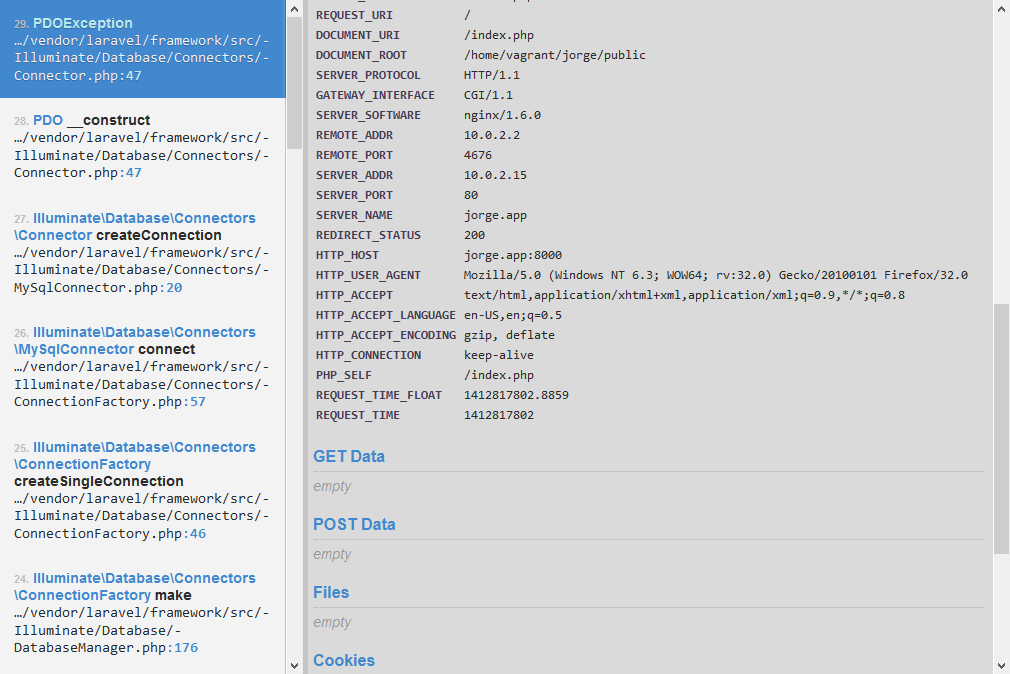 29. PDOException
…/vendor/laravel/framework/src/-
Illuminate/Database/Connectors/-
Connector.php:47
28. PDO __construct
…/vendor/laravel/framework/src/-
Illuminate/Database/Connectors/-
Connector.php:47
27. Illuminate\Database\Connectors
\Connector createConnection
…/vendor/laravel/framework/src/-
Illuminate/Database/Connectors/-
MySqlConnector.php:20
26. Illuminate\Database\Connectors
\MySqlConnector connect
…/vendor/laravel/framework/src/-
Illuminate/Database/Connectors/-
ConnectionFactory.php:57
25. Illuminate\Database\Connectors
\ConnectionFactory
createSingleConnection
…/vendor/laravel/framework/src/-
Illuminate/Database/Connectors/-
ConnectionFactory.php:46
24. Illuminate\Database\Connectors
\ConnectionFactory make
…/vendor/laravel/framework/src/-
Illuminate/Database/-
DatabaseManager.php:176
REQUEST_URI /
DOCUMENT_URI /index.php
DOCUMENT_ROOT /home/vagrant/jorge/public
SERVER_PROTOCOL HTTP/1.1
GATEWAY_INTERFACE CGI/1.1
SERVER_SOFTWARE nginx/1.6.0
REMOTE_ADDR 10.0.2.2
REMOTE_PORT 4676
SERVER_ADDR 10.0.2.15
SERVER_PORT 80
SERVER_NAME jorge.app
REDIRECT_STATUS 200
HTTP_HOST jorge.app:8000
HTTP_USER_AGENT Mozilla/5.0 (Windows NT 6.3; WOW64; rv:32.0) Gecko/20100101 Firefox/32.0
HTTP_ACCEPT text/html,application/xhtml+xml,application/xml;q=0.9,*/*;q=0.8
HTTP_ACCEPT_LANGUAGE en-US,en;q=0.5
HTTP_ACCEPT_ENCODING gzip, deflate
HTTP_CONNECTION keep-alive
PHP_SELF /index.php
REQUEST_TIME_FLOAT 1412817802.8859
REQUEST_TIME 1412817802
GET Data
empty
POST Data
empty
Files
empty
Cookies